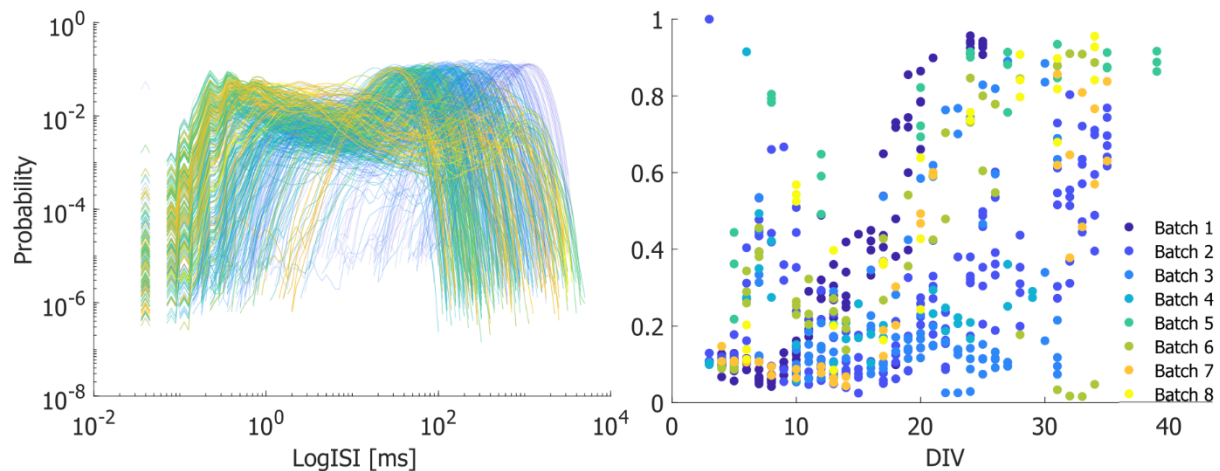 10^0
10^-2
10^-4
10^-6
10^-8
Probability
10^-2
10^0
10^2
10^4
LogISI [ms]
1
0.8
0.6
0.4
0.2
0
0
10
20
30
40
DIV
Batch 1
Batch 2
Batch 3
Batch 4
Batch 5
Batch 6
Batch 7
Batch 8